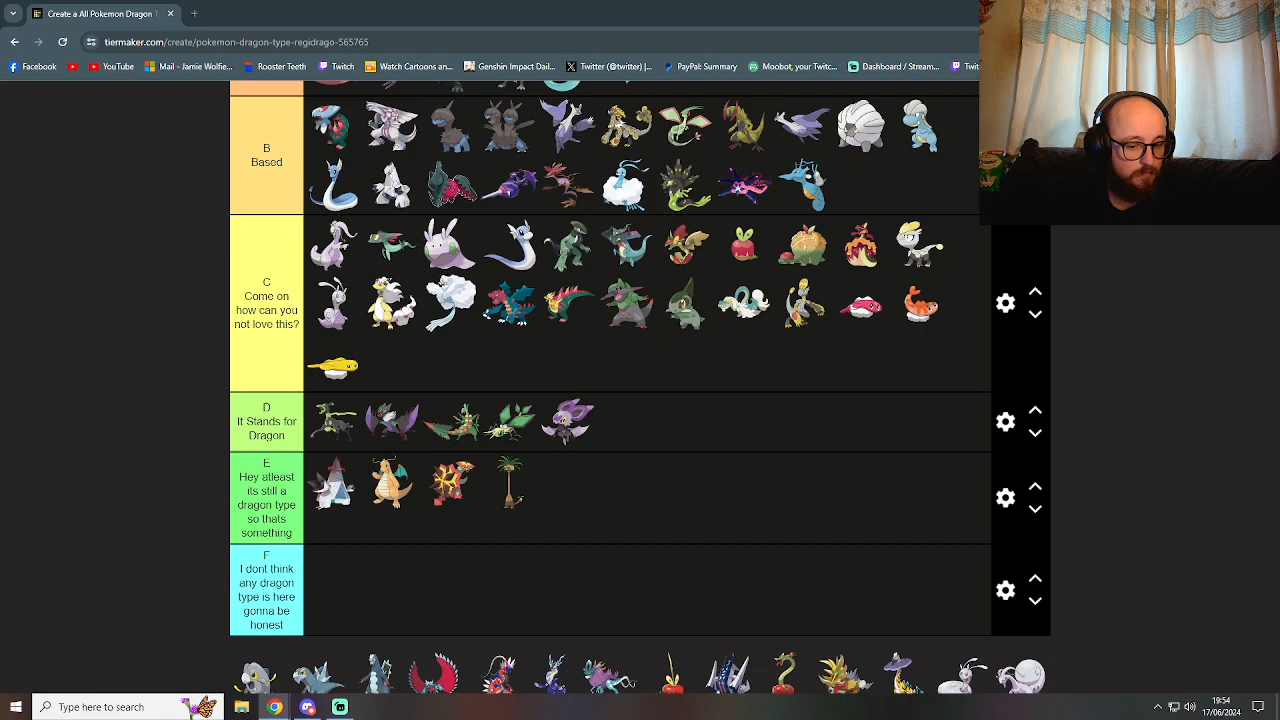 Create a All Pokemon Dragon T
tiermaker.com/create/pokemon-dragon-type-regidrago-565765
Facebook
YouTube
Mail - Jamie Wolfie...
Rooster Teeth
Twitch
Watch Cartoons an...
Genshin Impact Dail...
Twitter (@twitter) |...
PayPal Summary
Moobot, your Twitc...
Dashboard / Stream...
Twitch
B
Based
C
Come on
how can you
not love this?
D
It Stands for
Dragon
E
Hey atleast
its still a
dragon type
so thats
something
F
I dont think
any dragon
type is here
gonna be
honest
Type here to search
19:54
17/06/2024